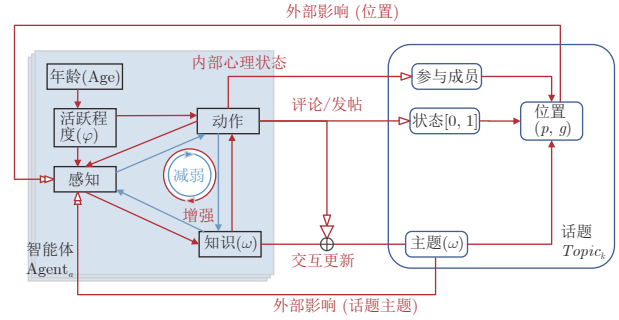 外部影响 (位置)
年龄(Age)
内部心理状态
参与成员
活跃程
度(φ)
动作
评论/发帖
状态[0, 1]
位置
(p, g)
感知
减弱
增强
知识(ω)
主题(ω)
智能体
Agentₐ
交互更新
话题
Topicₖ
外部影响 (话题主题)